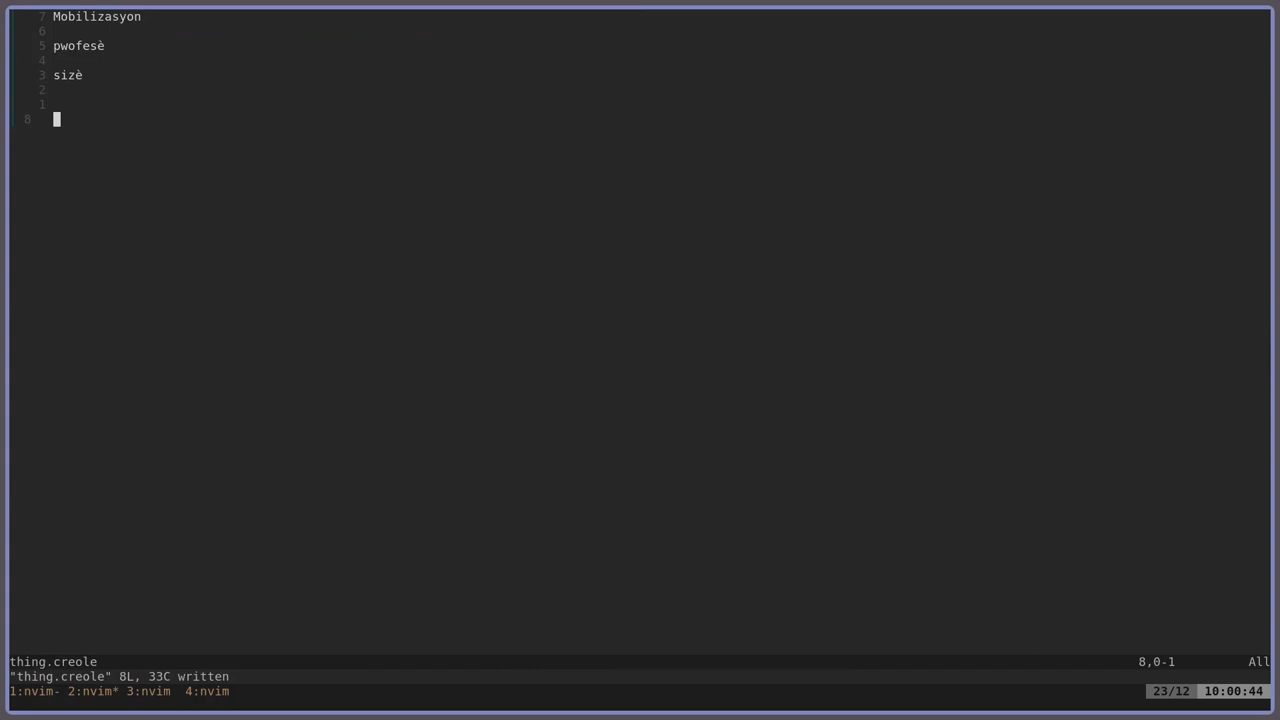 7 Mobilizasyon
6
5 pwofesè
4
3 sizè
2
1
8
thing.creole 8,0-1 All
"thing.creole" 8L, 33C written
1:nvim- 2:nvim* 3:nvim 4:nvim 23/12 10:00:44